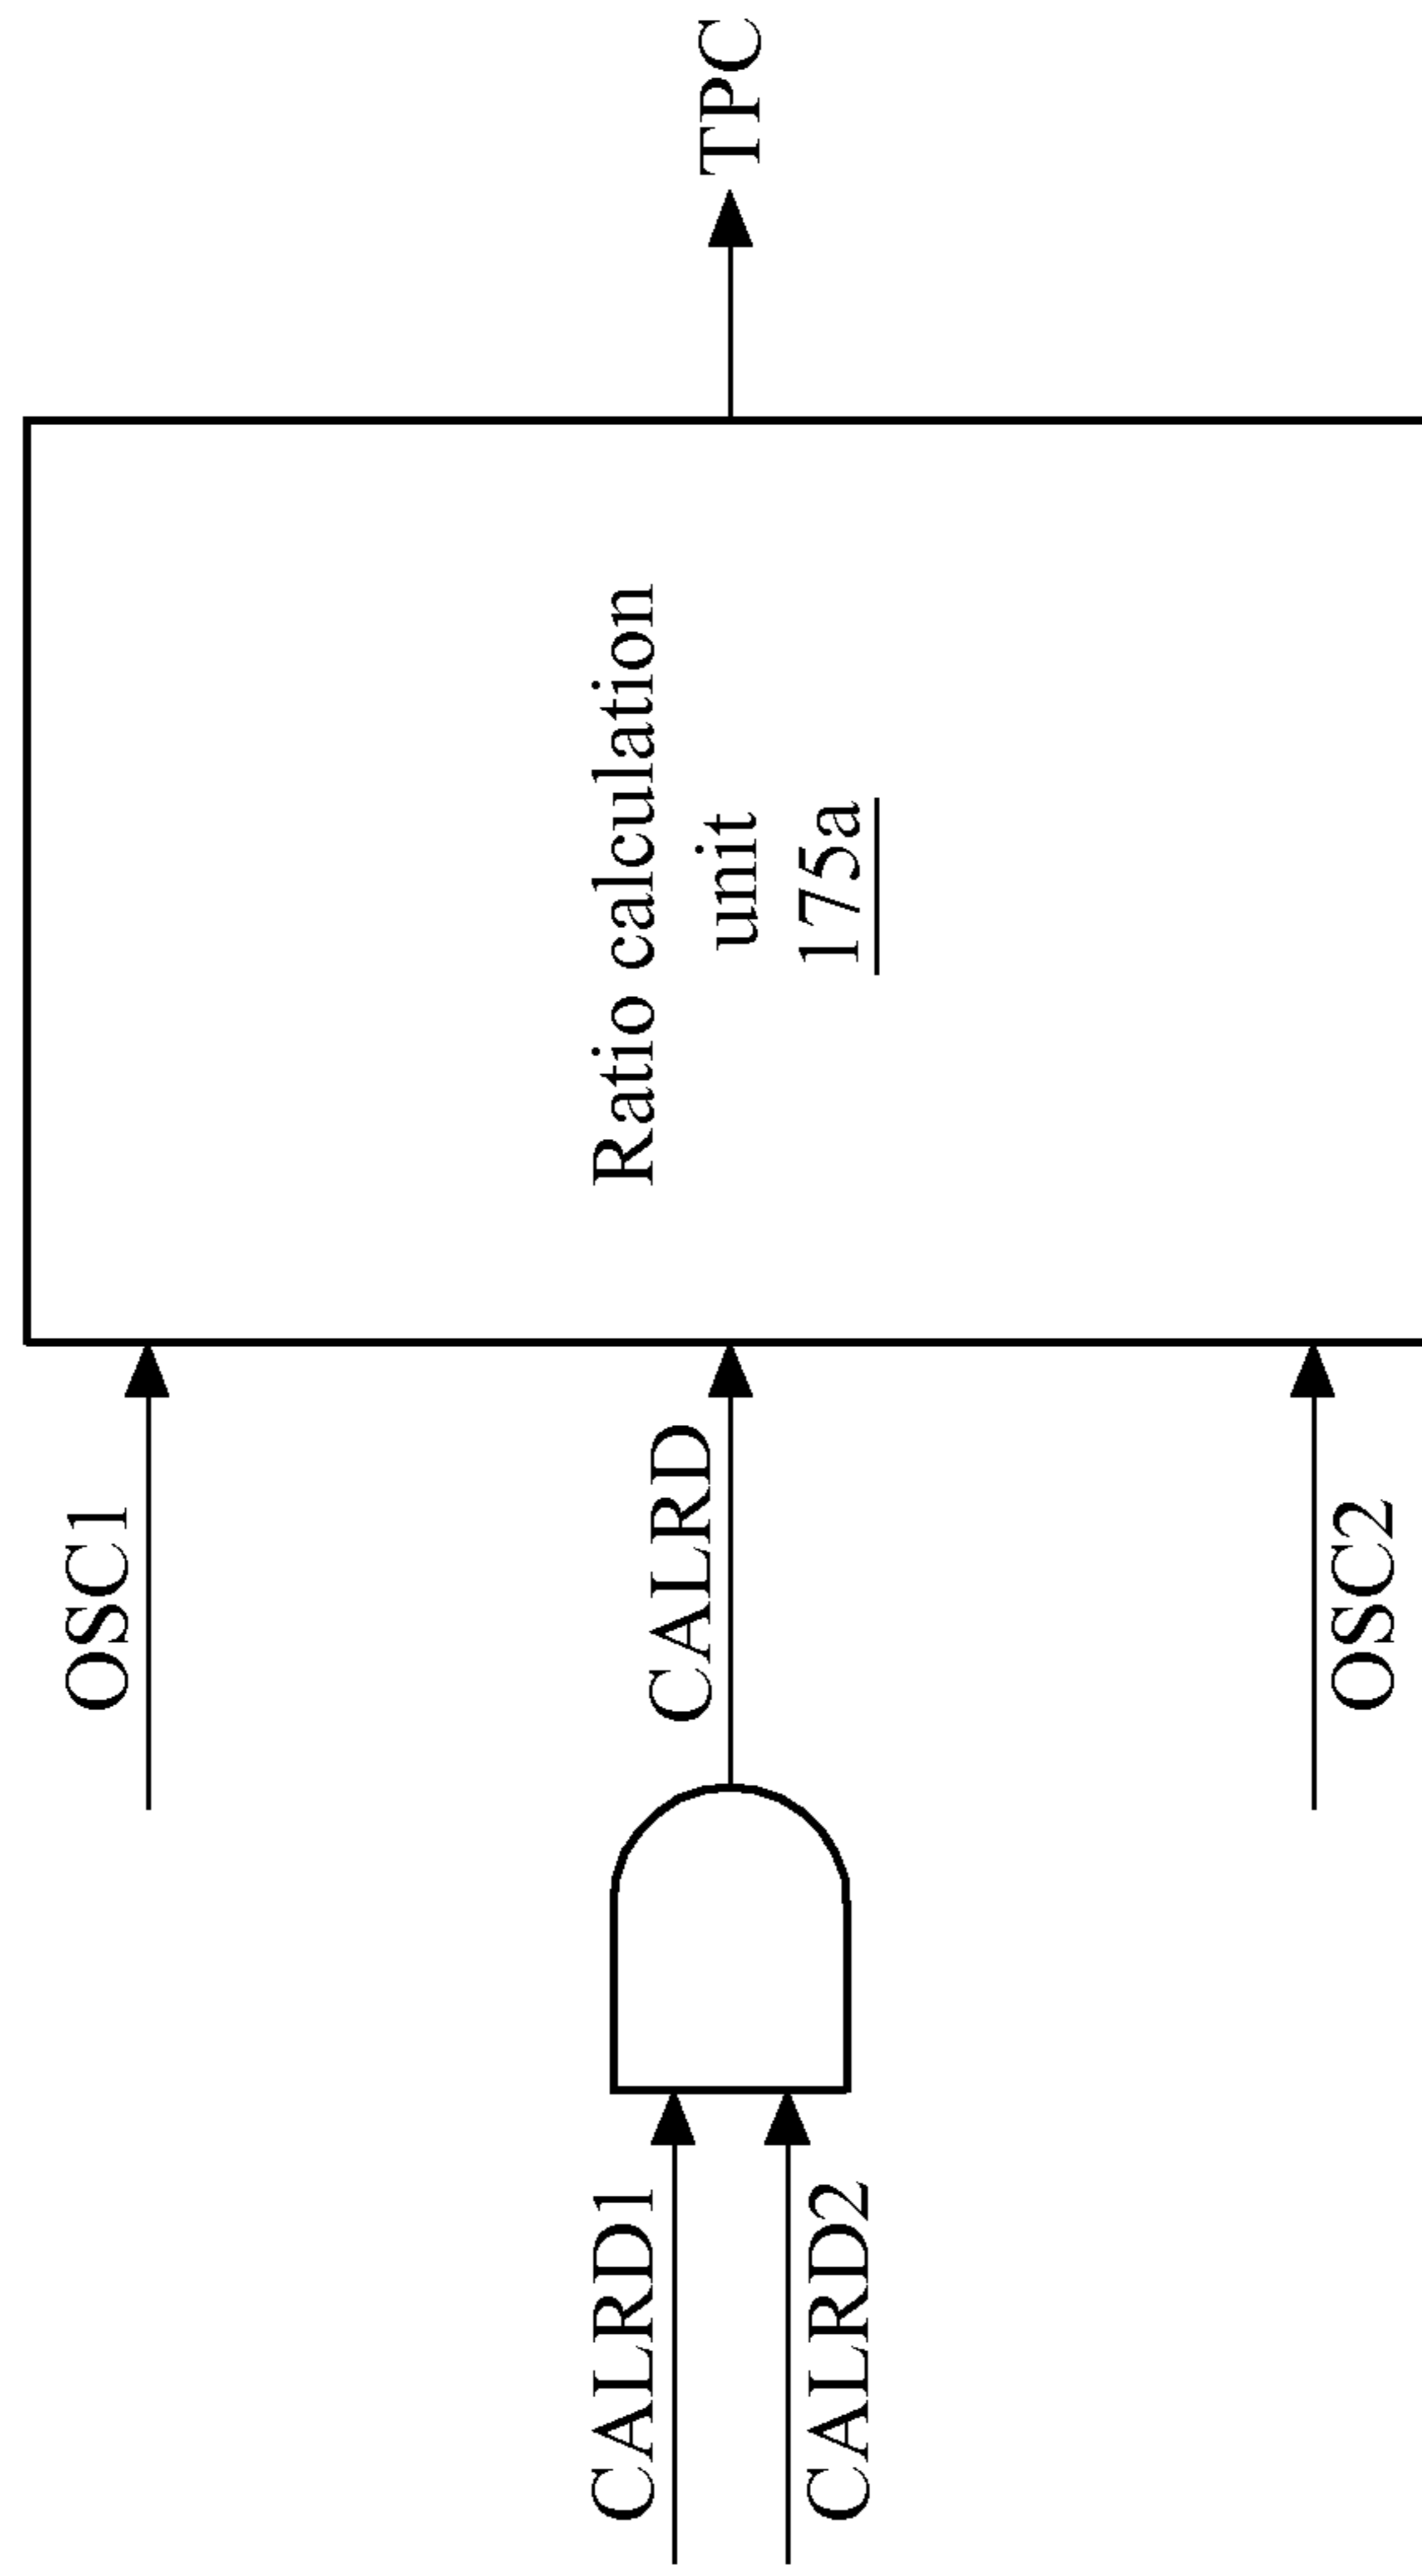 OSC1
CALRD1
CALRD2
CALRD
Ratio calculation
unit
175a
TPC
OSC2